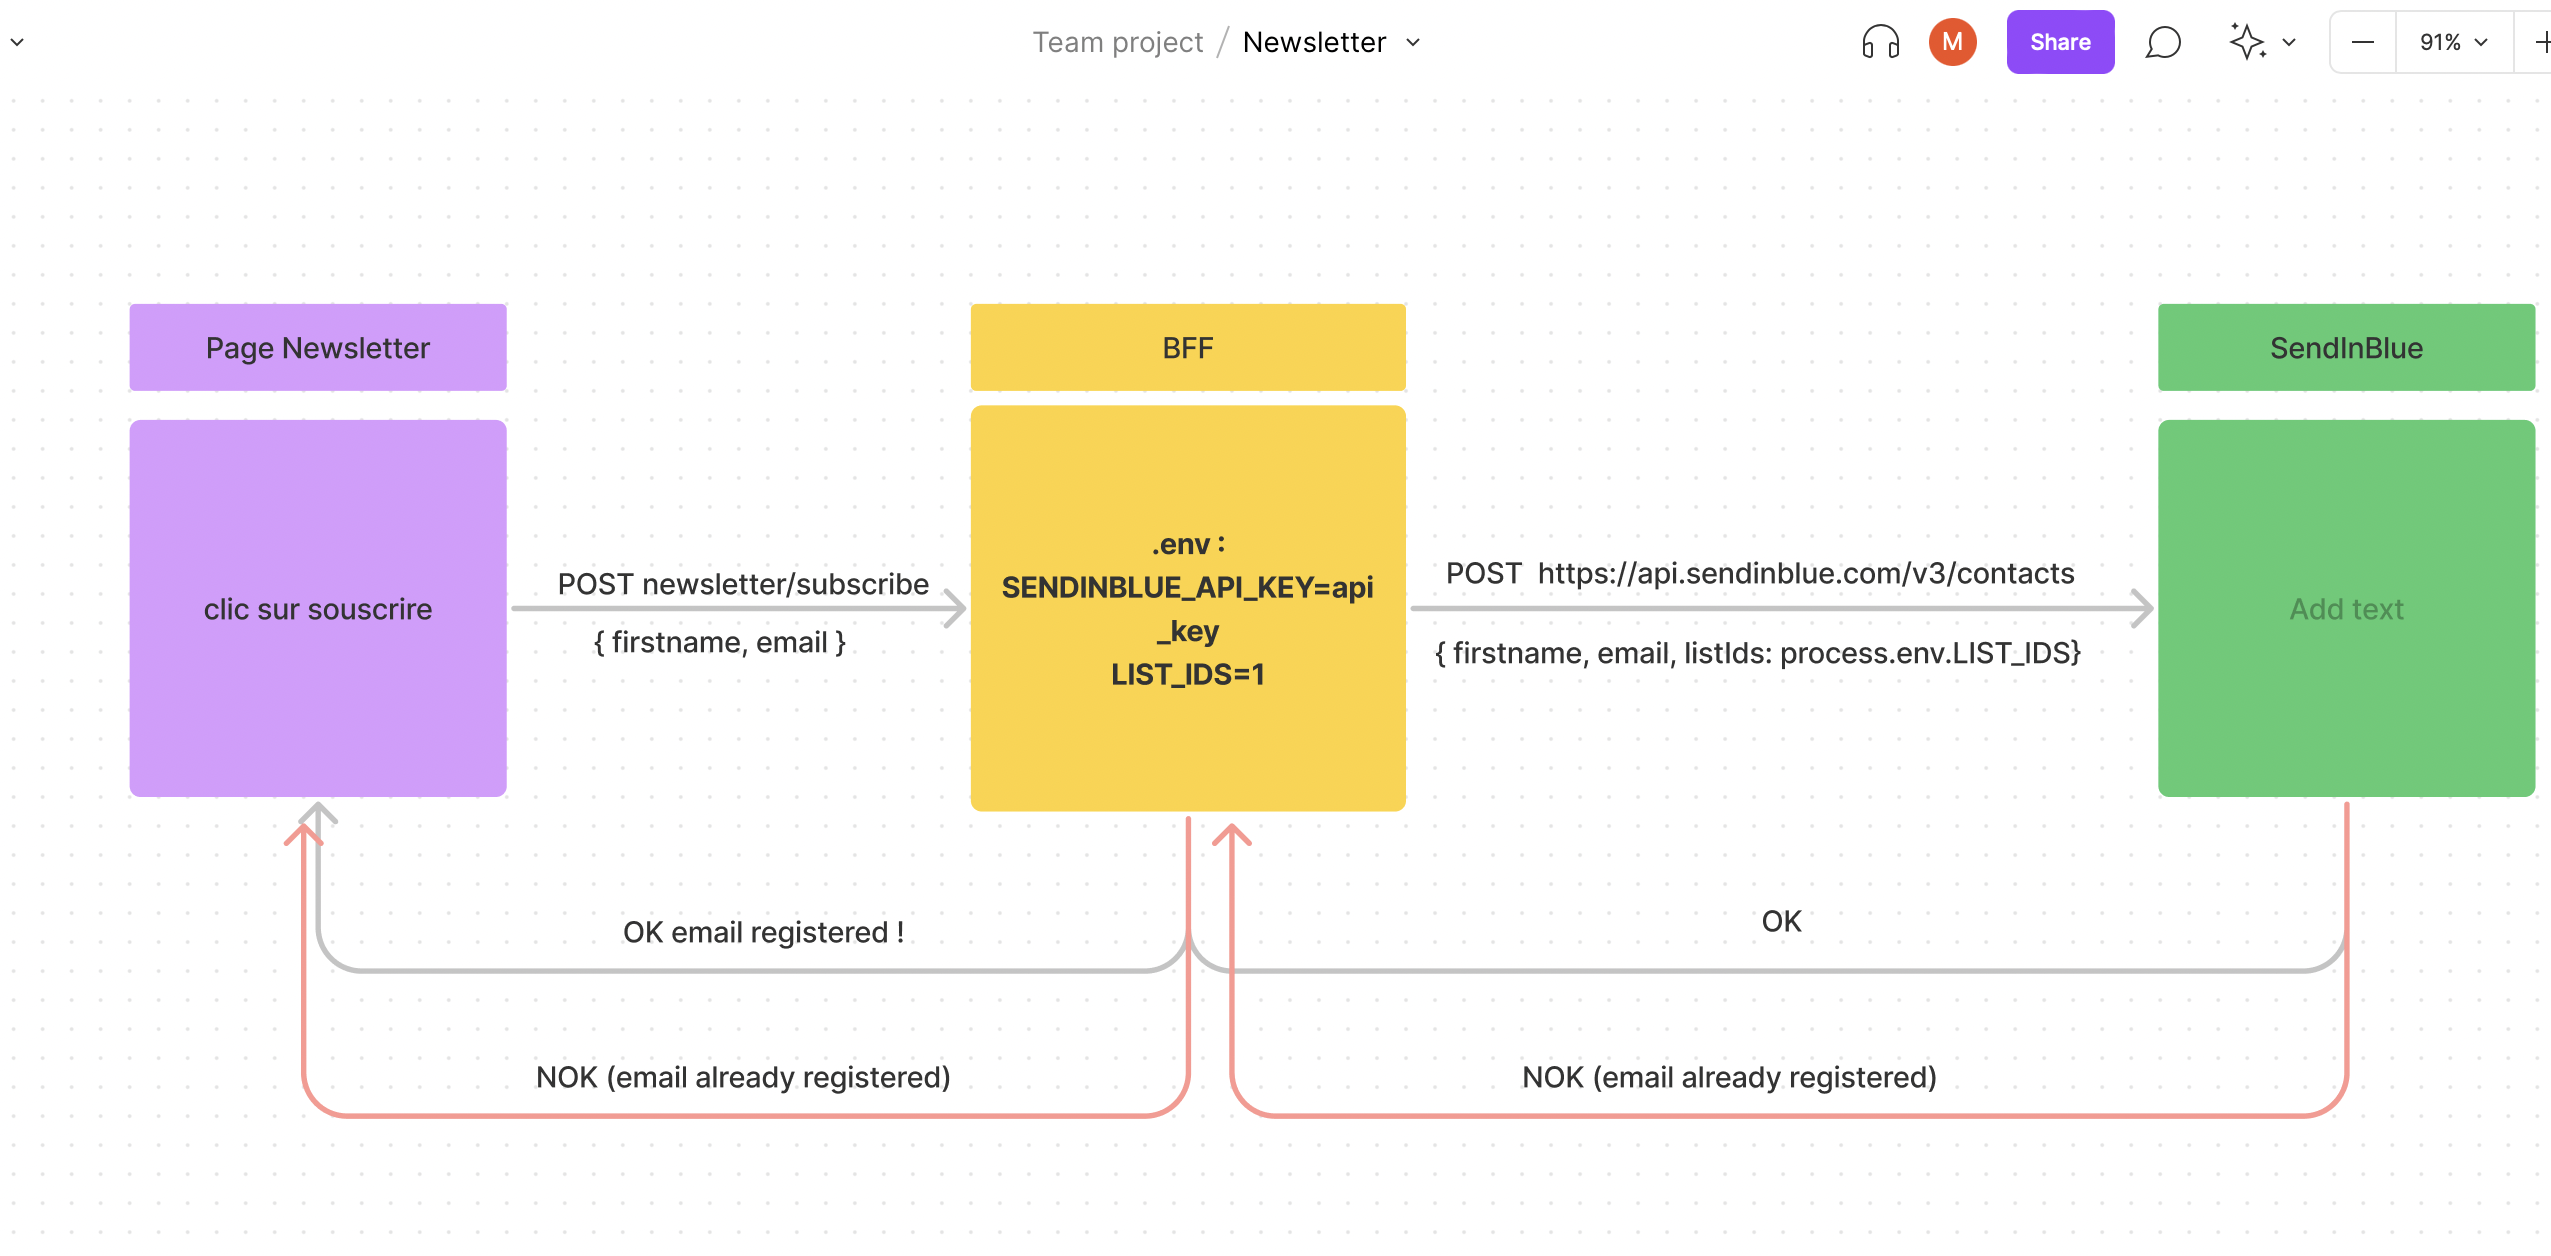 Team project / Newsletter
M
Share
91%
Page Newsletter
BFF
SendInBlue
clic sur souscrire
POST newsletter/subscribe
{ firstname, email }
.env :
SENDINBLUE_API_KEY=api
_key
LIST_IDS=1
POST  https://api.sendinblue.com/v3/contacts
{ firstname, email, listIds: process.env.LIST_IDS}
Add text
OK email registered !
OK
NOK (email already registered)
NOK (email already registered)